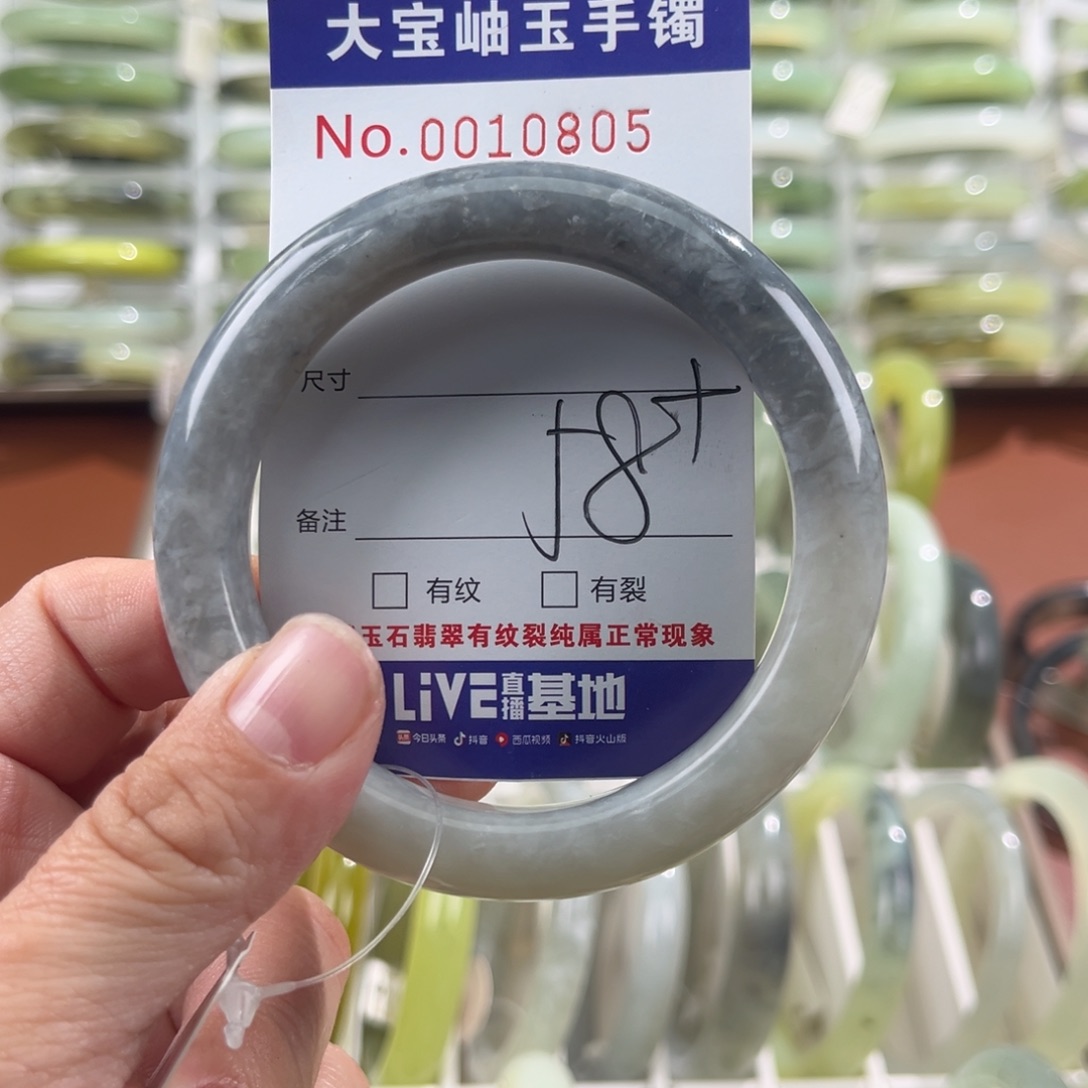 大宝岫玉手镯
No.0010805
尺寸
58+
备注
有纹 有裂
玉石翡翠有纹裂纯属正常现象
LiVE直播基地
今日头条 抖音 西瓜视频 抖音火山版